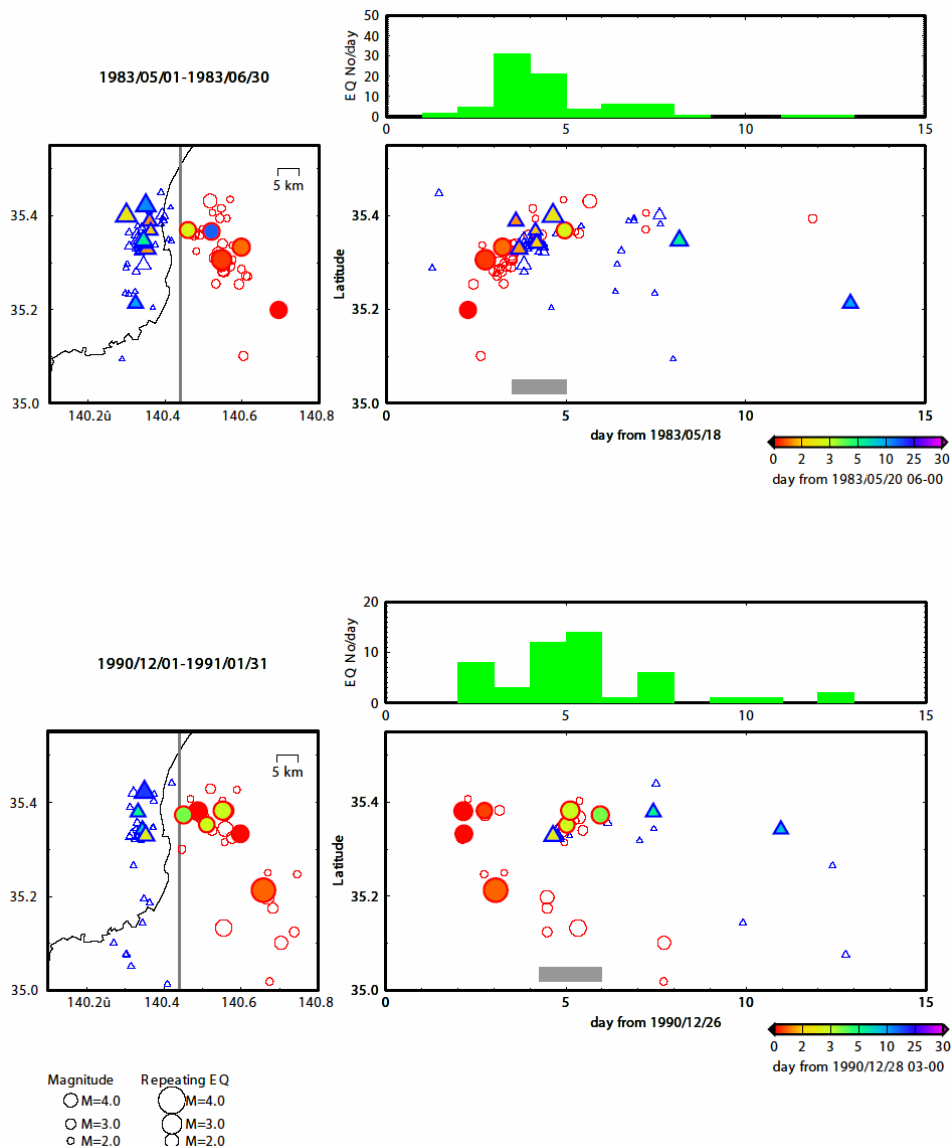 50
40
30
20
10
0
EQ No/day
1983/05/01-1983/06/30
0 5 10 15
5 km
35.4
35.2
35.0
140.2 140.4 140.6 140.8
Latitude
35.4
35.2
35.0
0 5 10 15
day from 1983/05/18
0 2 3 5 10 25 30
day from 1983/05/20 06-00
20
10
0
EQ No/day
1990/12/01-1991/01/31
0 5 10 15
5 km
35.4
35.2
35.0
140.2 140.4 140.6 140.8
Latitude
35.4
35.2
35.0
0 5 10 15
day from 1990/12/26
0 2 3 5 10 25 30
day from 1990/12/28 03-00
Magnitude Repeating EQ
M=4.0 M=4.0
M=3.0 M=3.0
M=2.0 M=2.0